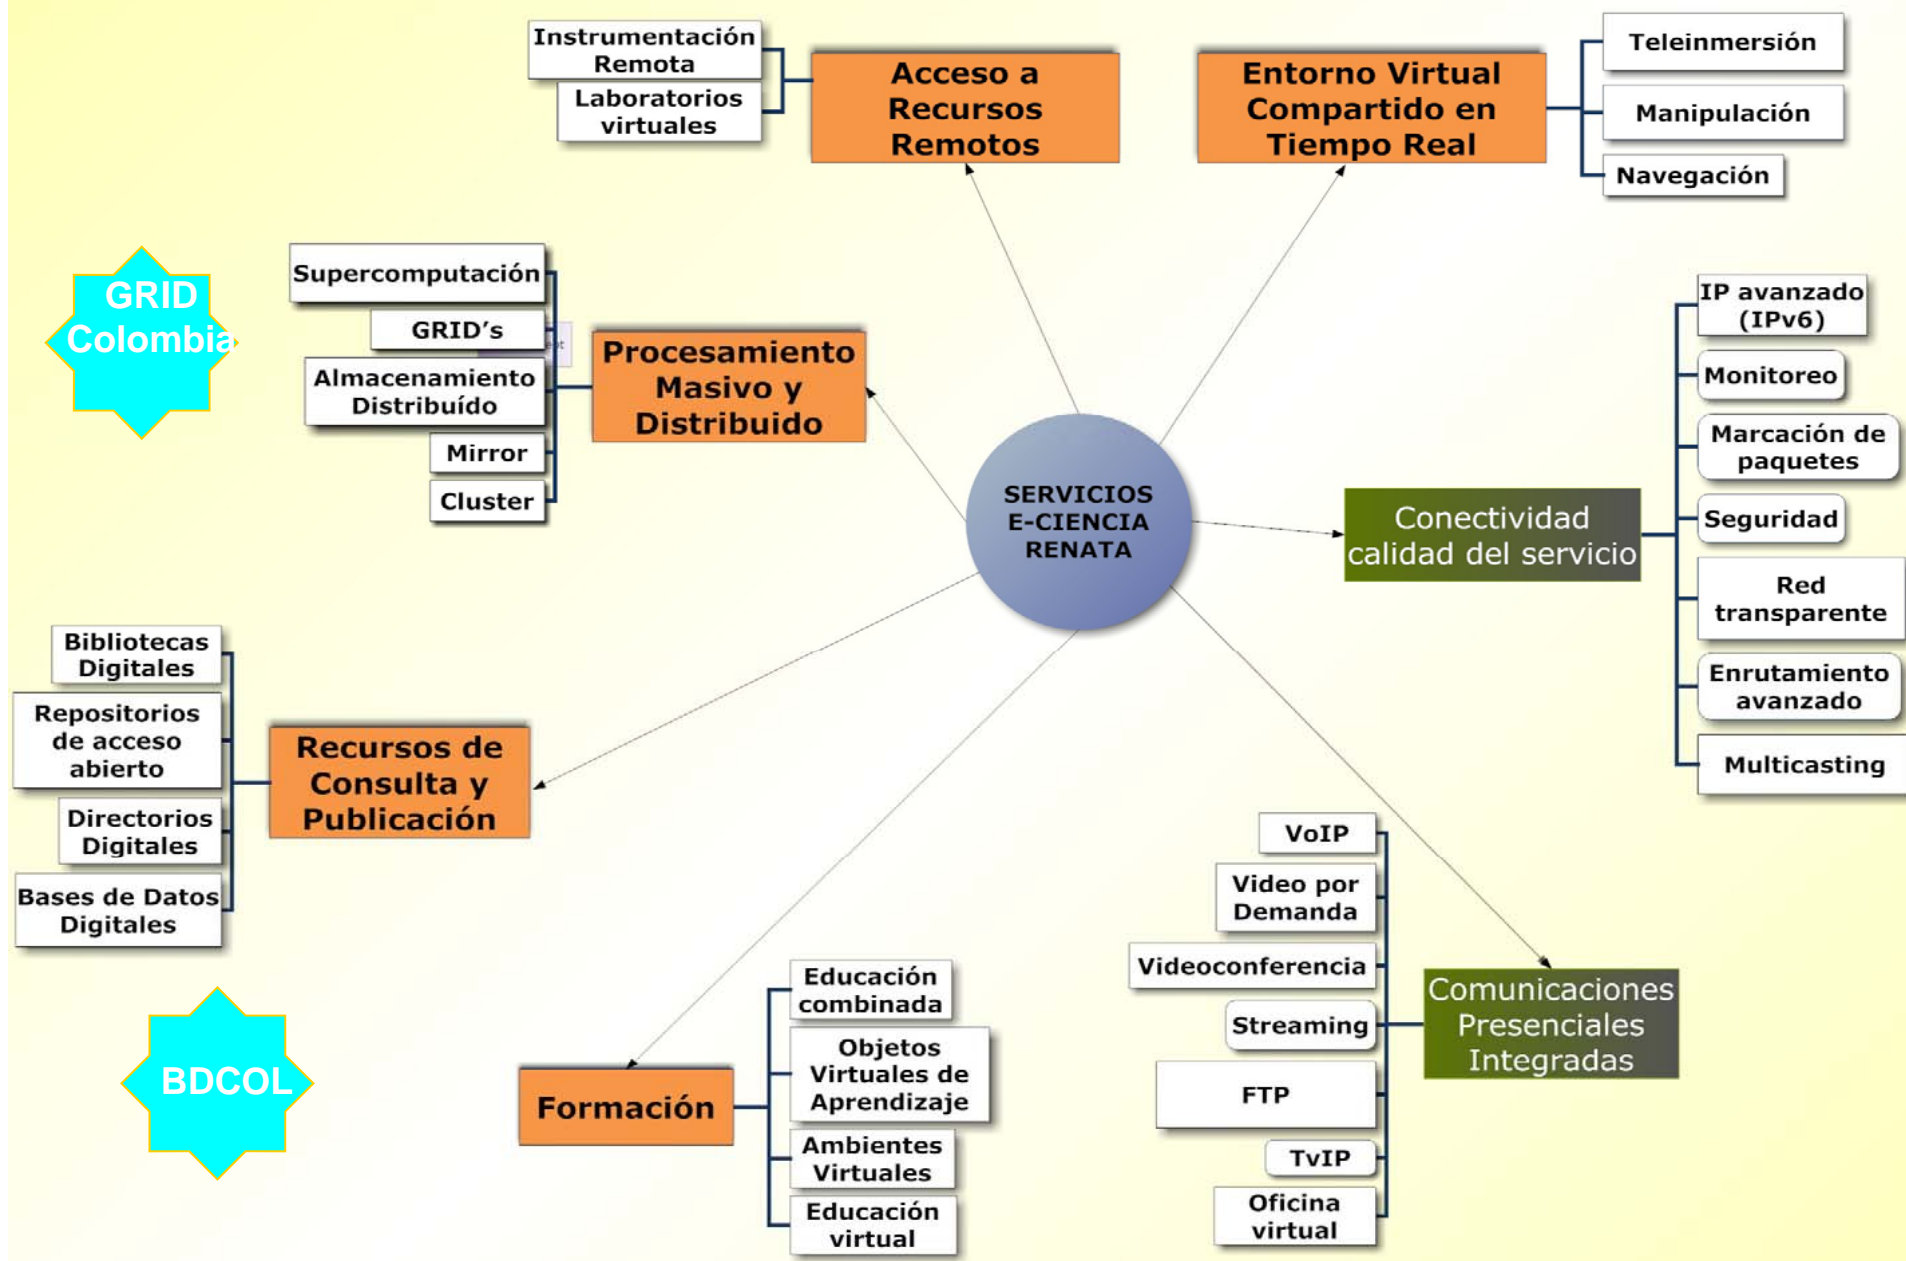 Instrumentación
Remota
Laboratorios
virtuales
Acceso a
Recursos
Remotos
Entorno Virtual
Compartido en
Tiempo Real
Teleinmersión
Manipulación
Navegación
GRID
Colombia
Supercomputación
GRID’s
Almacenamiento
Distribuído
Mirror
Cluster
Procesamiento
Masivo y
Distribuido
SERVICIOS
E-CIENCIA
RENATA
Conectividad
calidad del servicio
IP avanzado
(IPv6)
Monitoreo
Marcación de
paquetes
Seguridad
Red
transparente
Enrutamiento
avanzado
Multicasting
Bibliotecas
Digitales
Repositorios
de acceso
abierto
Directorios
Digitales
Bases de Datos
Digitales
Recursos de
Consulta y
Publicación
BDCOL
Formación
Educación
combinada
Objetos
Virtuales de
Aprendizaje
Ambientes
Virtuales
Educación
virtual
VoIP
Video por
Demanda
Videoconferencia
Streaming
FTP
TvIP
Oficina
virtual
Comunicaciones
Presenciales
Integradas